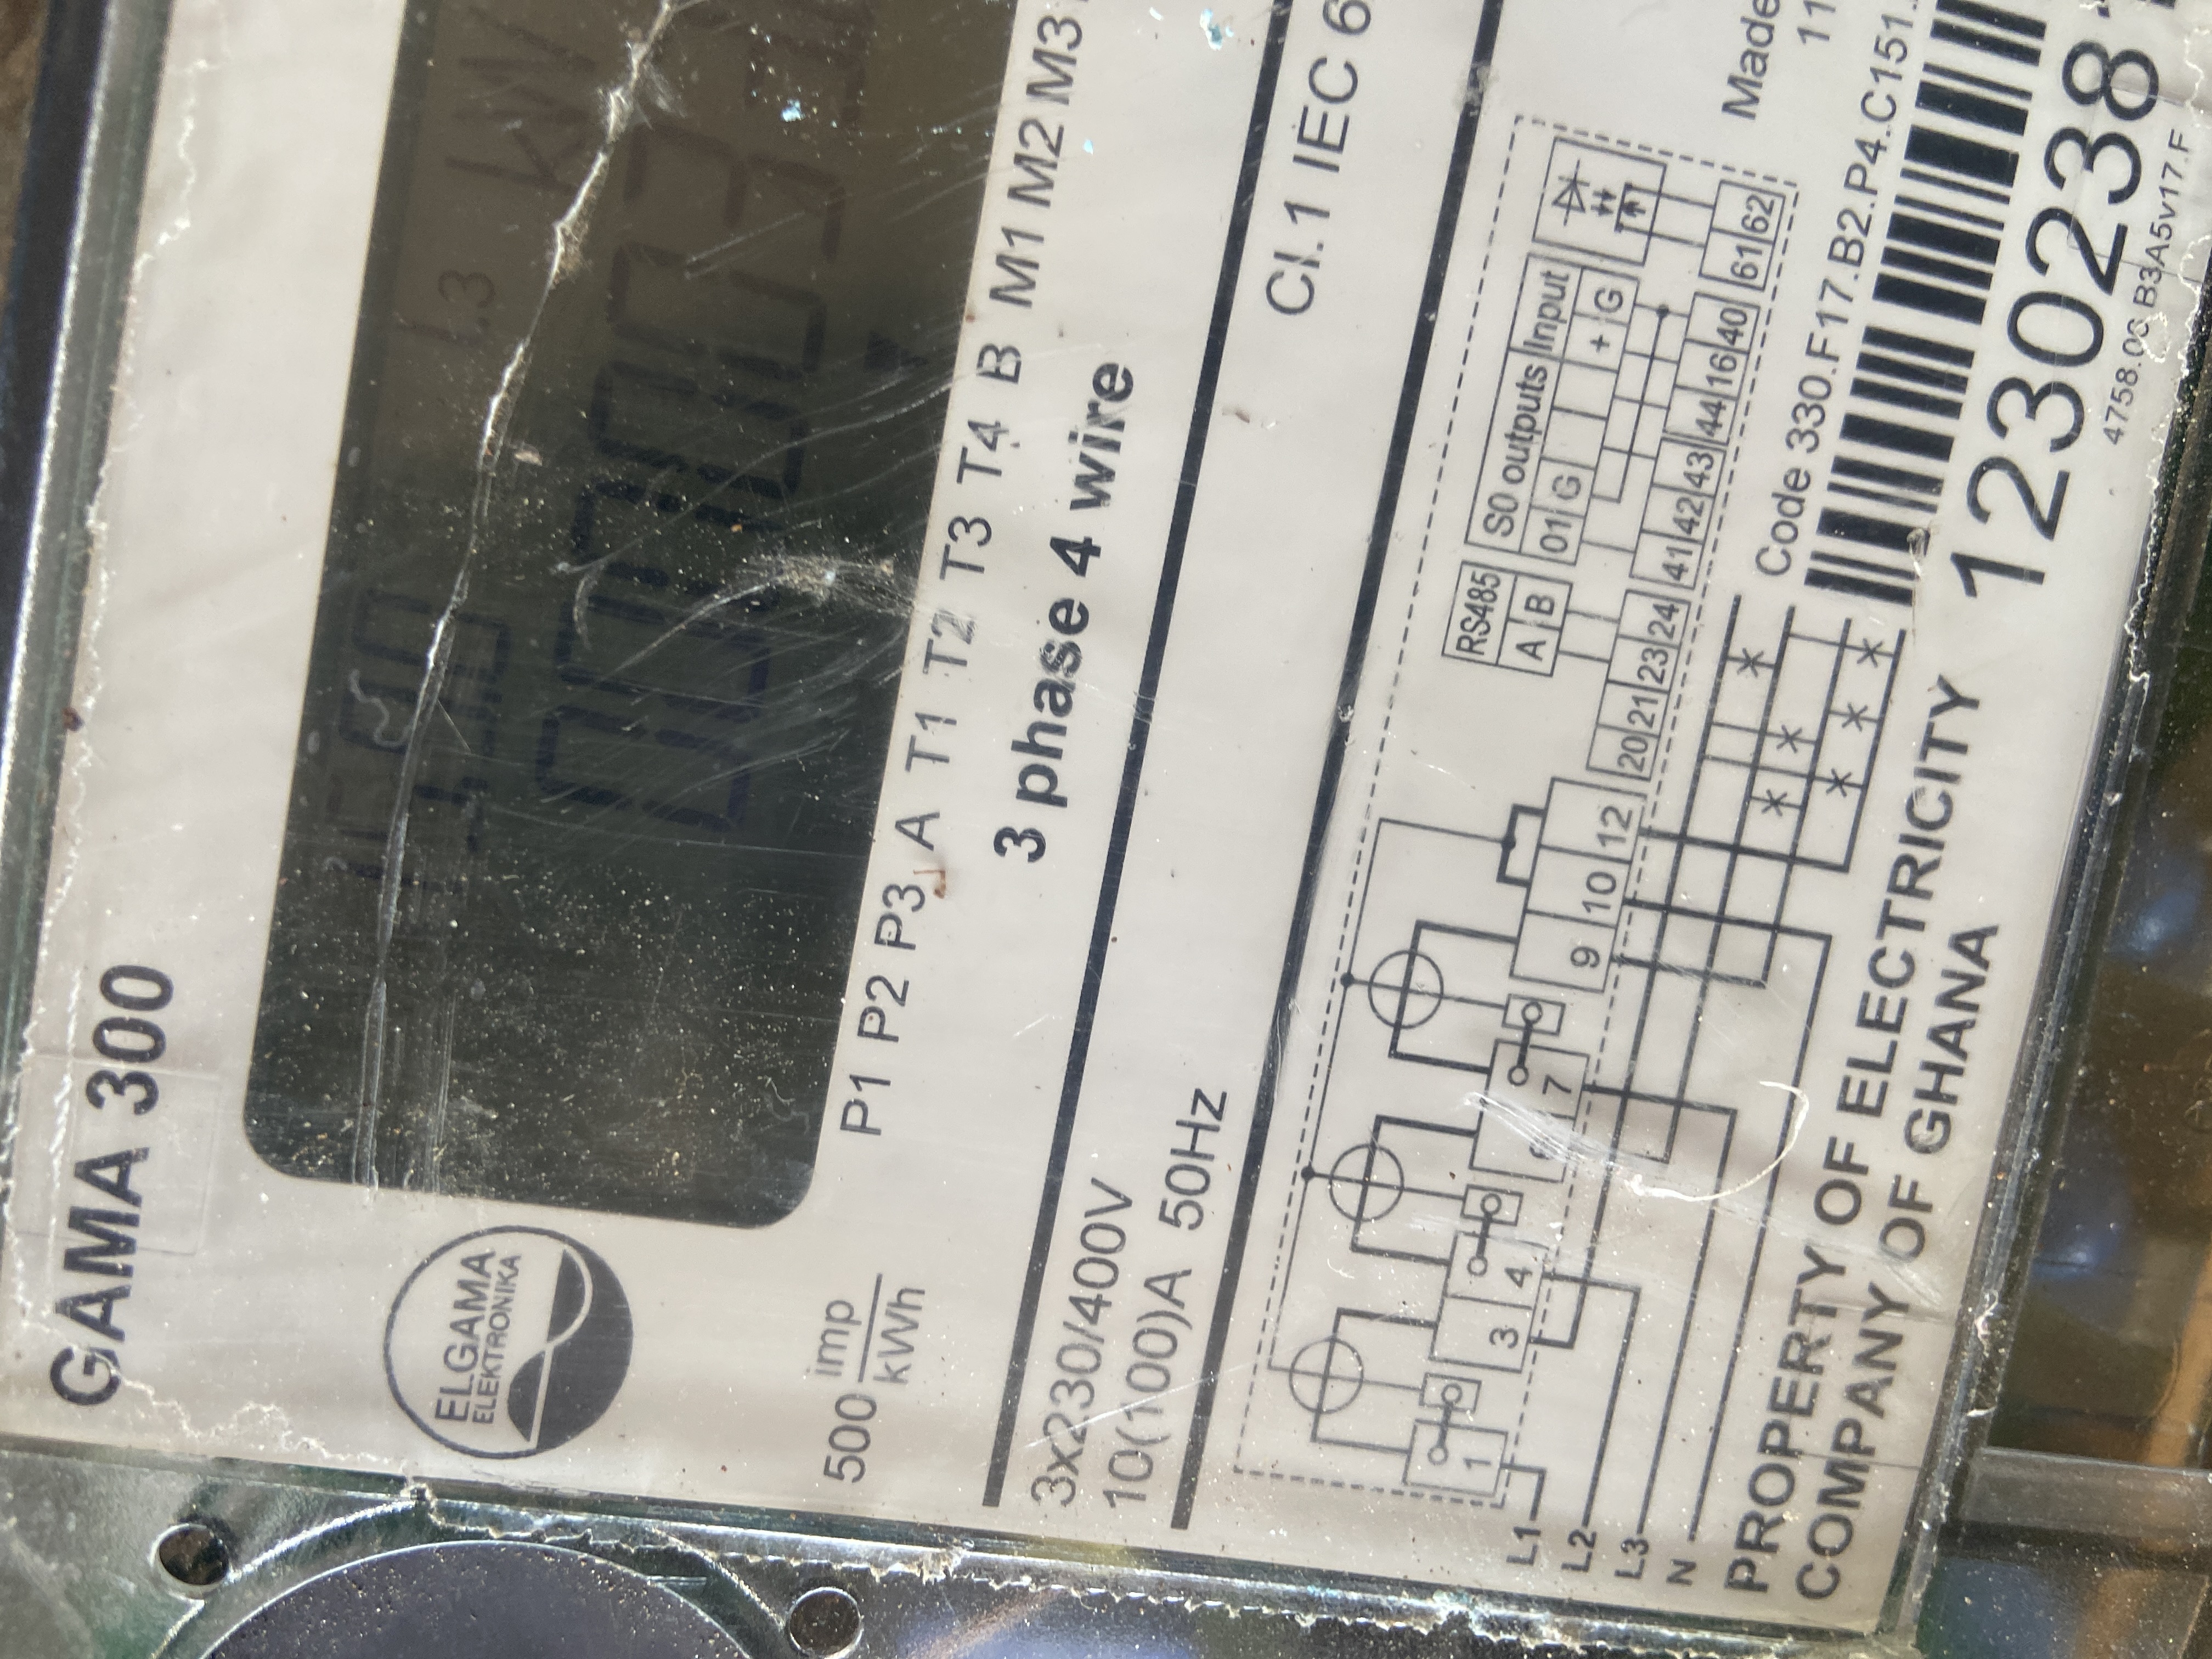 GAMA 300
15.8.0 L3 kW
007003
ELGAMA
ELEKTRONIKA
500 imp
kWh
P1 P2 P3 A T1 T2 T3 T4 B M1 M2 M3
3 phase 4 wire
3x230/400V
10(100)A 50Hz
Cl.1 IEC 6
RS485
A B
S0 outputs Input
01 G + G
1 3 4 6 7 9 10 12 20 21 23 24 41 42 43 44 16 40 61 62
L1
L2
L3
N
Made
11
Code 330.F17.B2.P4.C151.
PROPERTY OF ELECTRICITY
COMPANY OF GHANA
1230238
4758.06 B3A5v17.F